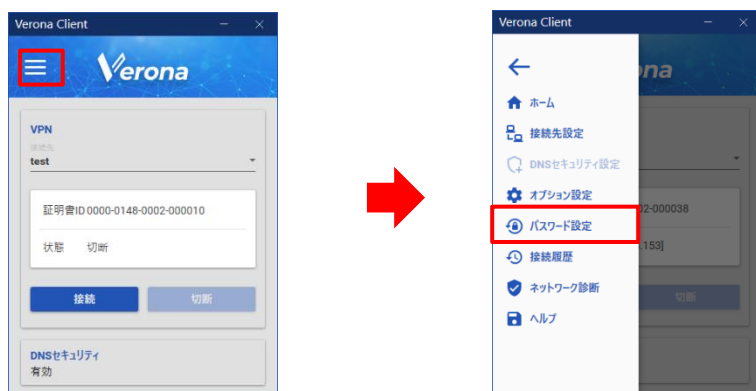 Verona Client
Verona
VPN
接続先
test
証明書ID 0000-0148-0002-000010
状態 切断
接続 切断
DNSセキュリティ
有効
Verona Client
na
ホーム
接続先設定
DNSセキュリティ設定
オプション設定
02-000038
パスワード設定
.153]
接続履歴
ネットワーク診断
切断
ヘルプ